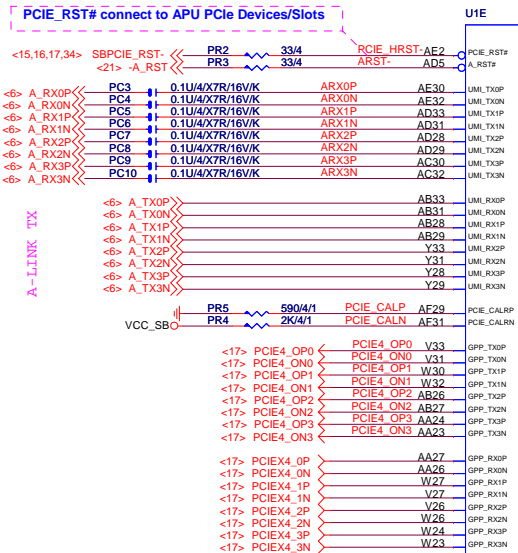 PCIE_RST# connect to APU PCIe Devices/Slots
U1E
<15,16,17,34> SBPCIE_RST- PR2 33/4 PCIE_HRST- AE2 PCIE_RST#
<21> -A_RST PR3 33/4 ARST- AD5 A_RST#
<6> A_RX0P PC3 0.1U/4/X7R/16V/K ARX0P AE30 UMI_TX0P
<6> A_RX0N PC4 0.1U/4/X7R/16V/K ARX0N AE32 UMI_TX0N
<6> A_RX1P PC5 0.1U/4/X7R/16V/K ARX1P AD33 UMI_TX1P
<6> A_RX1N PC6 0.1U/4/X7R/16V/K ARX1N AD31 UMI_TX1N
<6> A_RX2P PC7 0.1U/4/X7R/16V/K ARX2P AD28 UMI_TX2P
<6> A_RX2N PC8 0.1U/4/X7R/16V/K ARX2N AD29 UMI_TX2N
<6> A_RX3P PC9 0.1U/4/X7R/16V/K ARX3P AC30 UMI_TX3P
<6> A_RX3N PC10 0.1U/4/X7R/16V/K ARX3N AC32 UMI_TX3N
A-LINK TX
<6> A_TX0P AB33 UMI_RX0P
<6> A_TX0N AB31 UMI_RX0N
<6> A_TX1P AB28 UMI_RX1P
<6> A_TX1N AB29 UMI_RX1N
<6> A_TX2P Y33 UMI_RX2P
<6> A_TX2N Y31 UMI_RX2N
<6> A_TX3P Y28 UMI_RX3P
<6> A_TX3N Y29 UMI_RX3N
PR5 590/4/1 PCIE_CALP AF29 PCIE_CALRP
VCC_SB PR4 2K/4/1 PCIE_CALN AF31 PCIE_CALRN
<17> PCIE4_OP0 PCIE4_OP0 V33 GPP_TX0P
<17> PCIE4_ON0 PCIE4_ON0 V31 GPP_TX0N
<17> PCIE4_OP1 PCIE4_OP1 W30 GPP_TX1P
<17> PCIE4_ON1 PCIE4_ON1 W32 GPP_TX1N
<17> PCIE4_OP2 PCIE4_OP2 AB26 GPP_TX2P
<17> PCIE4_ON2 PCIE4_ON2 AB27 GPP_TX2N
<17> PCIE4_OP3 PCIE4_OP3 AA24 GPP_TX3P
<17> PCIE4_ON3 PCIE4_ON3 AA23 GPP_TX3N
<17> PCIEX4_0P AA27 GPP_RX0P
<17> PCIEX4_0N AA26 GPP_RX0N
<17> PCIEX4_1P W27 GPP_RX1P
<17> PCIEX4_1N V27 GPP_RX1N
<17> PCIEX4_2P V26 GPP_RX2P
<17> PCIEX4_2N W26 GPP_RX2N
<17> PCIEX4_3P W24 GPP_RX3P
<17> PCIEX4_3N W23 GPP_RX3N